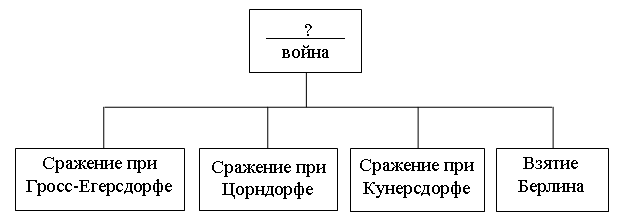 ?
война
Сражение при
Гросс-Егерсдорфе
Сражение при
Цорндорфе
Сражение при
Кунерсдорфе
Взятие
Берлина